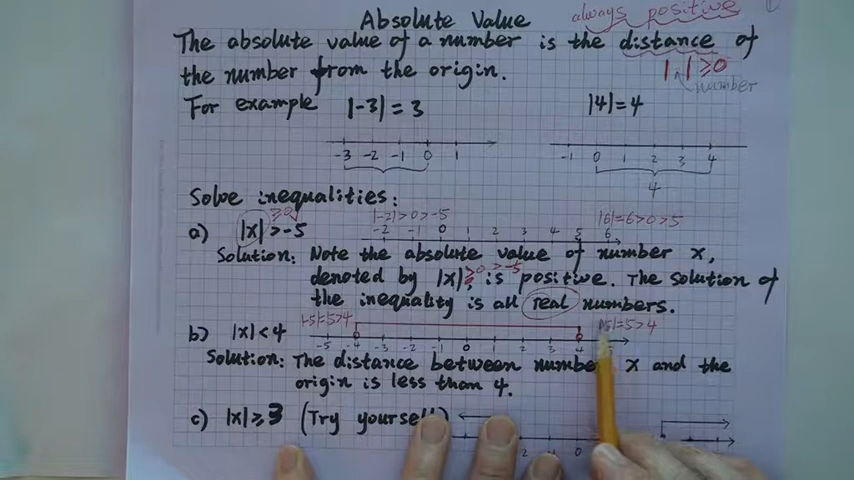 always positive
Absolute Value
The absolute value of a number is the distance of
the number from the origin.
| | ≥0
number
For example |-3| = 3 |4| = 4
-3 -2 -1 0 1
-1 0 1 2 3 4
4
Solve inequalities:
≥0
|-2| > 0 > -5 |6| = 6 > 0 > 5
a) |x| > -5
-2 -1 0 1 2 3 4 5 6
Solution: Note the absolute value of number x,
denoted by |x|, is positive. The solution of
≥0 > -5
the inequality is all real numbers.
|-5| = 5 > 4 |5| = 5 > 4
b) |x| < 4
-5 -4 -3 -2 -1 0 1 2 3 4
Solution: The distance between number x and the
origin is less than 4.
c) |x| ≥ 3 (Try yourself)
0